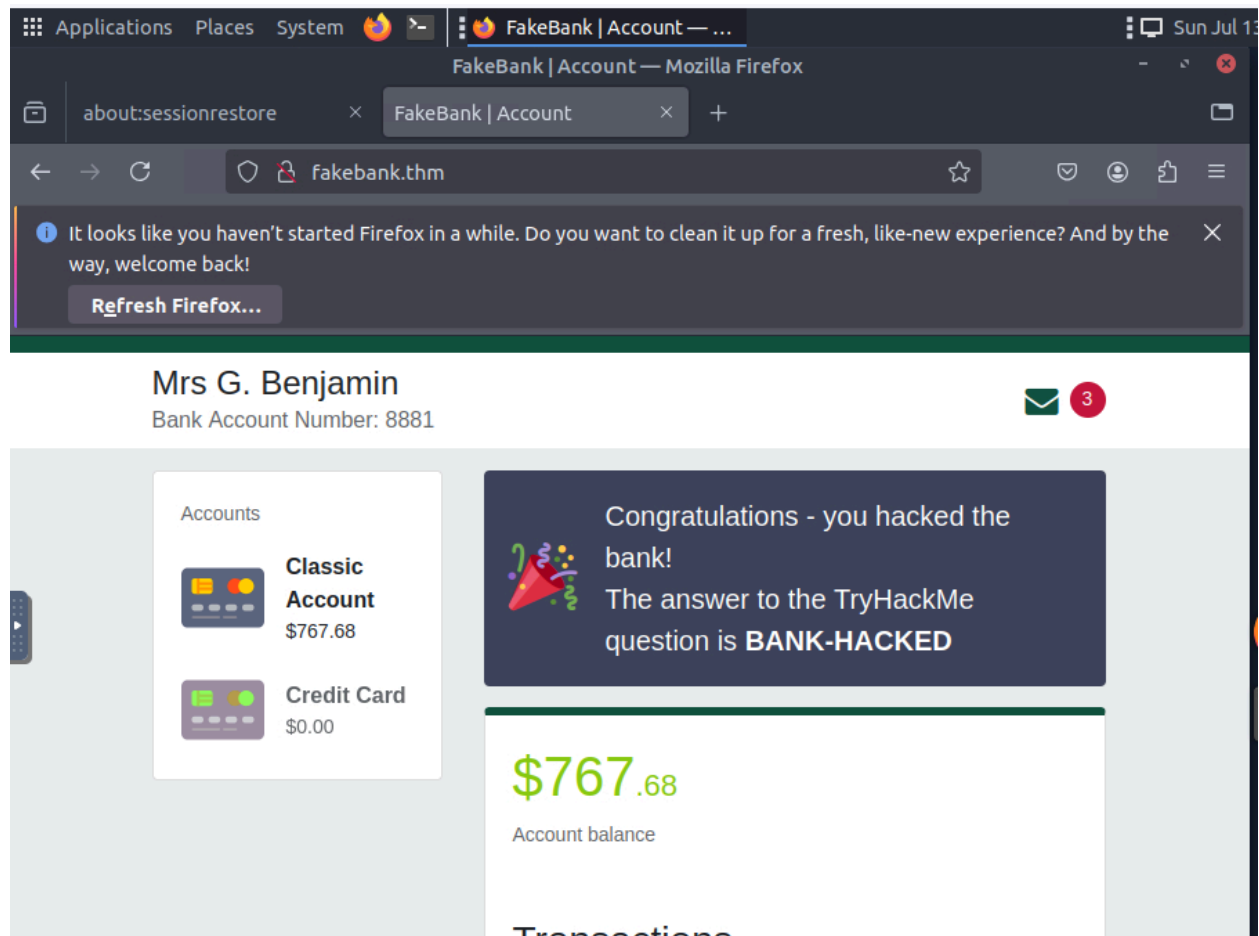 Applications Places System FakeBank | Account — ... Sun Jul 13
FakeBank | Account — Mozilla Firefox
about:sessionrestore
FakeBank | Account
fakebank.thm
It looks like you haven’t started Firefox in a while. Do you want to clean it up for a fresh, like-new experience? And by the
way, welcome back!
Refresh Firefox...
Mrs G. Benjamin
Bank Account Number: 8881
3
Accounts
Classic
Account
$767.68
Credit Card
$0.00
Congratulations - you hacked the
bank!
The answer to the TryHackMe
question is BANK-HACKED
$767.68
Account balance
Transactions